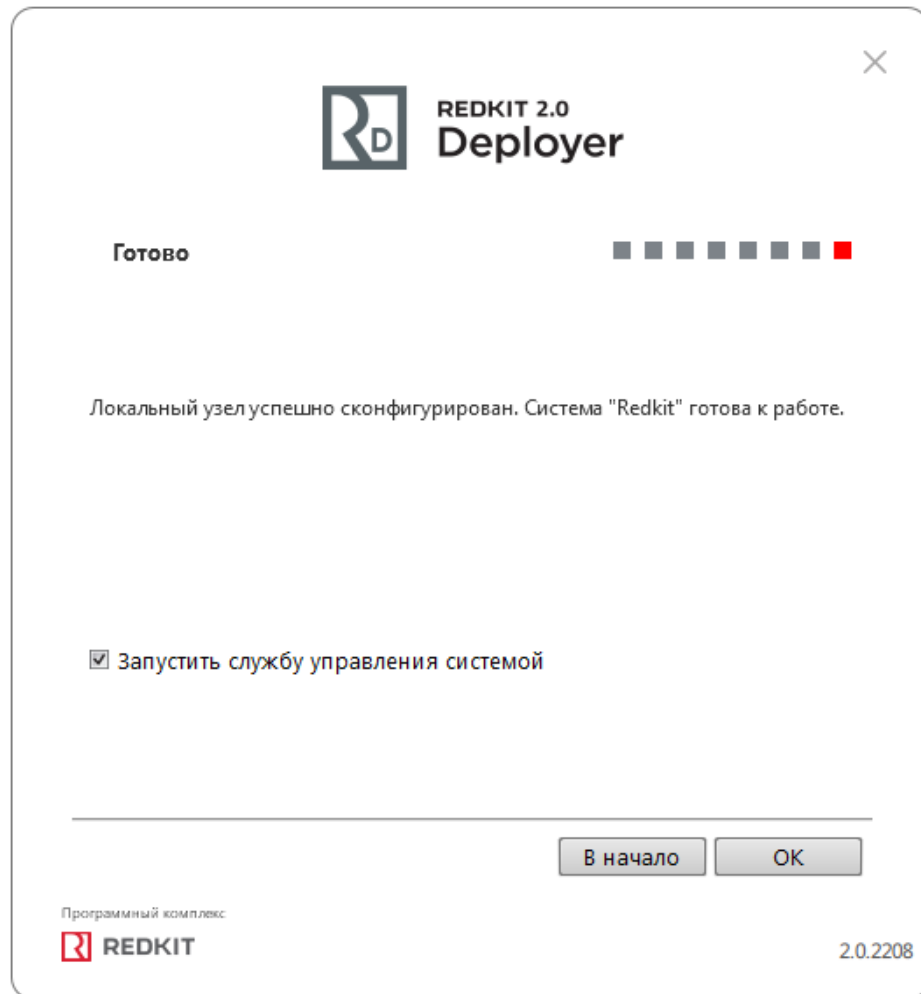 REDKIT 2.0
Deployer
Готово
Локальный узел успешно сконфигурирован. Система "Redkit" готова к работе.
Запустить службу управления системой
В начало
ОК
Программный комплекс
REDKIT
2.0.2208